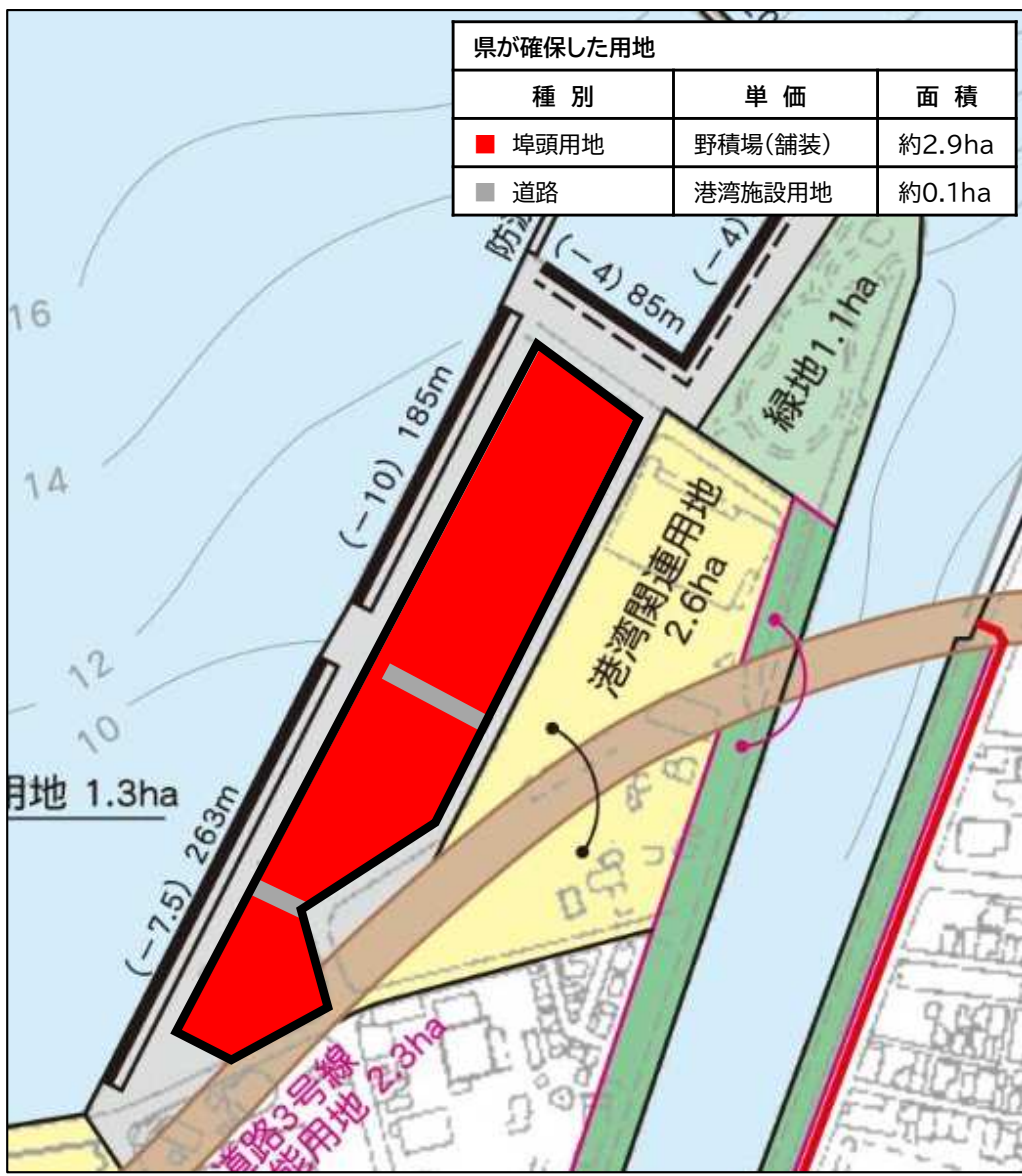 県が確保した用地
種 別 単 価 面 積
■ 埠頭用地 野積場(舗装) 約2.9ha
■ 道路 港湾施設用地 約0.1ha
(-4)
(-4) 85m
緑地1.1ha
16
14
12
10
(-10) 185m
港湾関連用地
2.6ha
用地 1.3ha
(-7.5) 263m
道路3号線
能用地 2.3ha